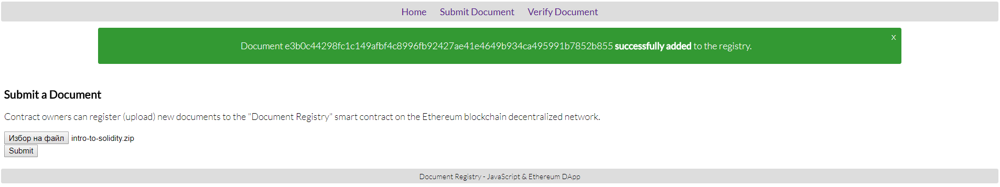 Home Submit Document Verify Document
x
Document e3b0c44298fc1c149afbf4c8996fb92427ae41e4649b934ca495991b7852b855 successfully added to the registry.
Submit a Document
Contract owners can register (upload) new documents to the "Document Registry" smart contract on the Ethereum blockchain decentralized network.
Избор на файл intro-to-solidity.zip
Submit
Document Registry - JavaScript & Ethereum DApp